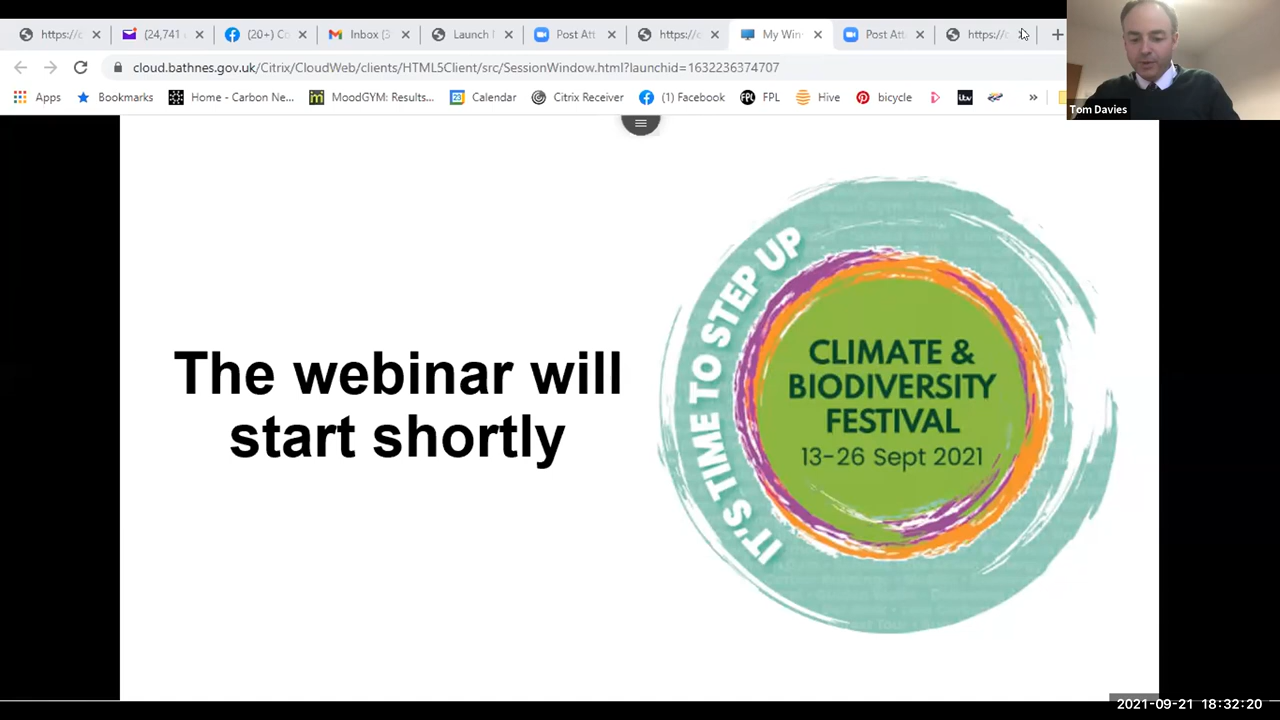 https://c
(24,741
(20+) C
Inbox (3
Launch
Post Att
https://c
My Win
Post Att
https://
cloud.bathnes.gov.uk/Citrix/CloudWeb/clients/HTML5Client/src/SessionWindow.html?launchid=1632236374707
Apps
Bookmarks
Home - Carbon Ne...
MoodGYM: Results...
Calendar
Citrix Receiver
(1) Facebook
FPL
FPL
Hive
bicycle
itv
»
Tom Davies
The webinar will
start shortly
IT'S TIME TO STEP UP
CLIMATE &
BIODIVERSITY
FESTIVAL
13-26 Sept 2021
2021-09-21 18:32:20